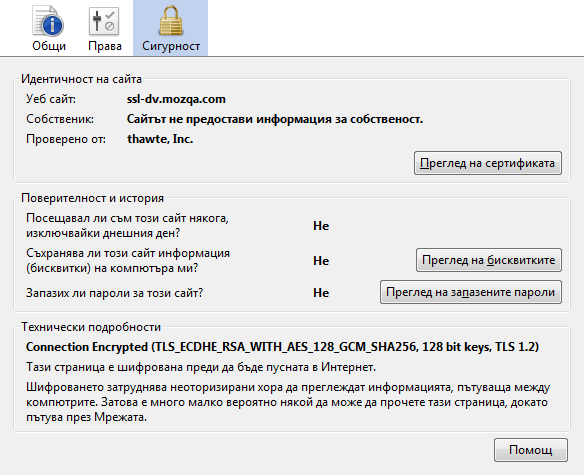 Общи Права Сигурност
Идентичност на сайта
Уеб сайт: ssl-dv.mozqa.com
Собственик: Сайтът не предостави информация за собственост.
Проверено от: thawte, Inc.
Преглед на сертификата
Поверителност и история
Посещавал ли съм този сайт някога,
изключвайки днешния ден? Не
Съхранява ли този сайт информация
(бисквитки) на компютъра ми? Не Преглед на бисквитките
Запазих ли пароли за този сайт? Не Преглед на запазените пароли
Технически подробности
Connection Encrypted (TLS_ECDHE_RSA_WITH_AES_128_GCM_SHA256, 128 bit keys, TLS 1.2)
Тази страница е шифрована преди да бъде пусната в Интернет.
Шифроването затруднява неоторизирани хора да преглеждат информацията, пътуваща между
компютрите. Затова е много малко вероятно някой да може да прочете тази страница, докато
пътува през Мрежата.
Помощ